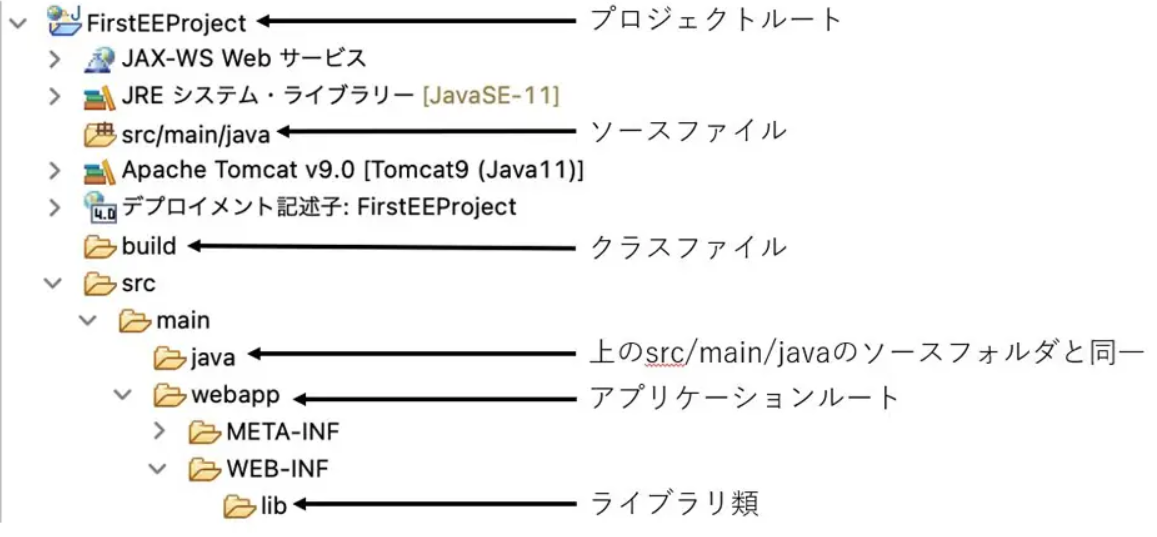 FirstEEProject プロジェクトルート
JAX-WS Web サービス
JRE システム・ライブラリー [JavaSE-11]
src/main/java ソースファイル
Apache Tomcat v9.0 [Tomcat9 (Java11)]
デプロイメント記述子: FirstEEProject
build クラスファイル
src
main
java 上のsrc/main/javaのソースフォルダと同一
webapp アプリケーションルート
META-INF
WEB-INF
lib ライブラリ類